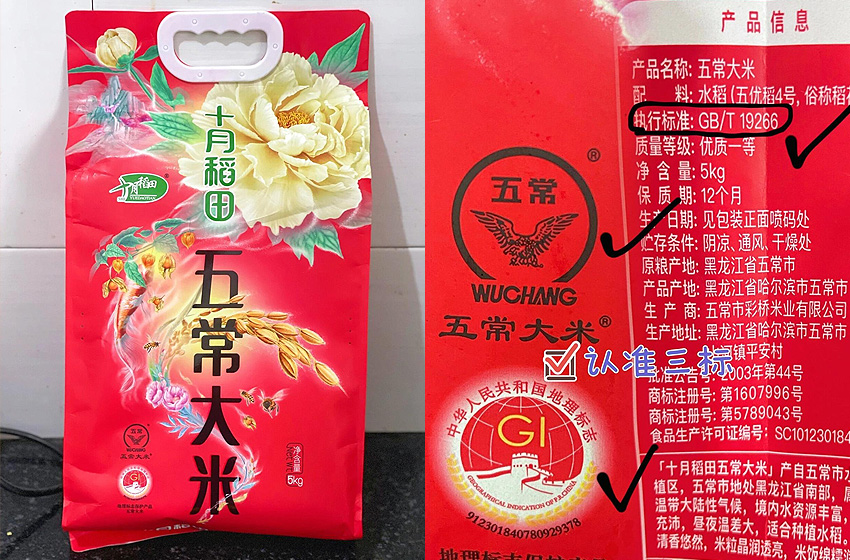 十月稻田
十月稻田
YUEDAOTIAN
五常大米
五常
WUCHANG
五常大米
GI
净含量
Net wt
5kg
产品信息
产品名称: 五常大米
配 料: 水稻(五优稻4号, 俗称稻花
执行标准: GB/T 19266
质量等级: 优质一等
净 含 量: 5kg
保 质 期: 12个月
生产日期: 见包装正面喷码处
贮存条件: 阴凉、通风、干燥处
原粮产地: 黑龙江省五常市
产品产地: 黑龙江省哈尔滨市五常市
生 产 商: 五常市彩桥米业有限公司
生产地址: 黑龙江省哈尔滨市五常市
镇平安村
批准公告号: 2003年第44号
商标注册号: 第1607996号
商标注册号: 第5789043号
食品生产许可证编号: SC101230184
「十月稻田五常大米」产自五常市水
植区, 五常市地处黑龙江省南部, 属
温带大陆性气候, 境内水资源丰富,
充沛, 昼夜温差大, 适合种植水稻。
清香悠然, 米粒晶润透亮, 米饭绵糯
五常®
WUCHANG
五常大米®
认准三标
中华人民共和国地理标志
GI
GEOGRAPHICAL INDICATION OF P.R.CHINA
91230184078092937​8
地理标志保护产品